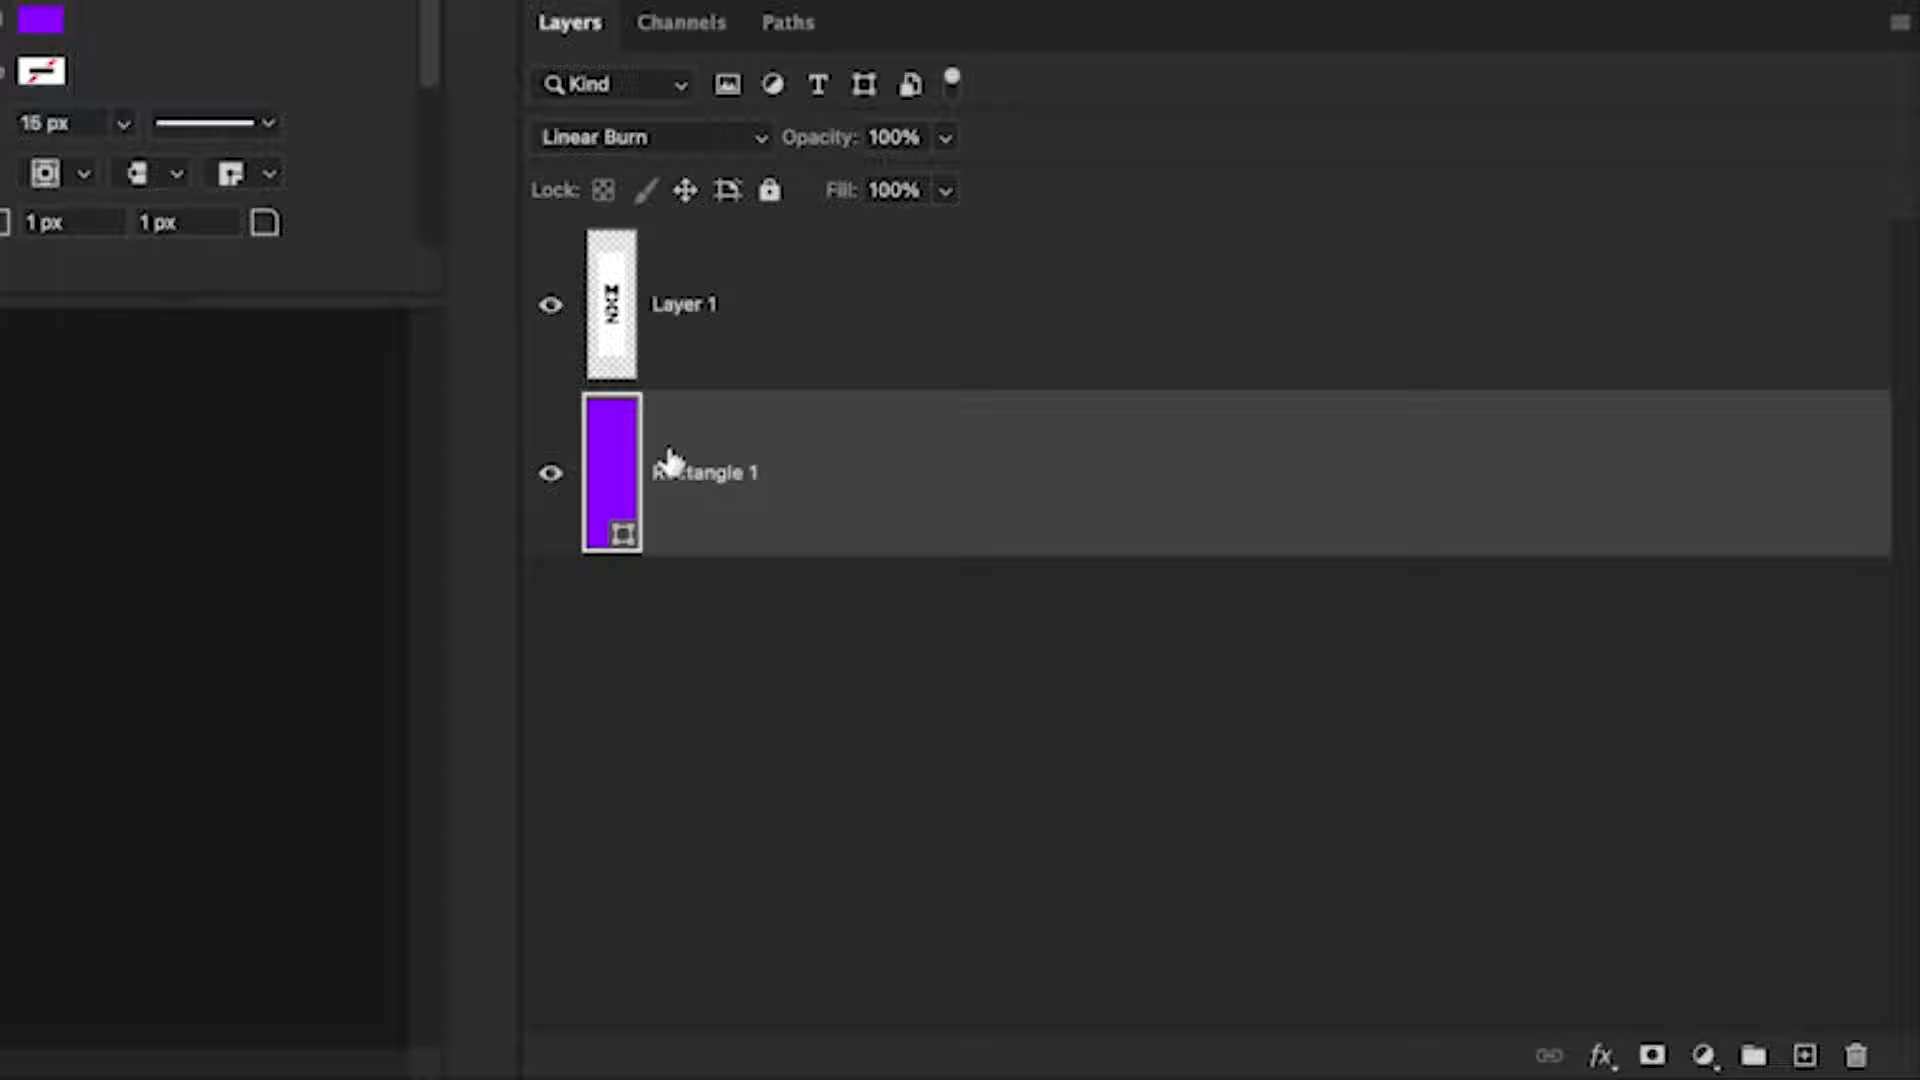 Layers Channels Paths
Kind
15 px
Linear Burn Opacity: 100%
Lock: Fill: 100%
1 px 1 px
Layer 1
Rectangle 1
fx